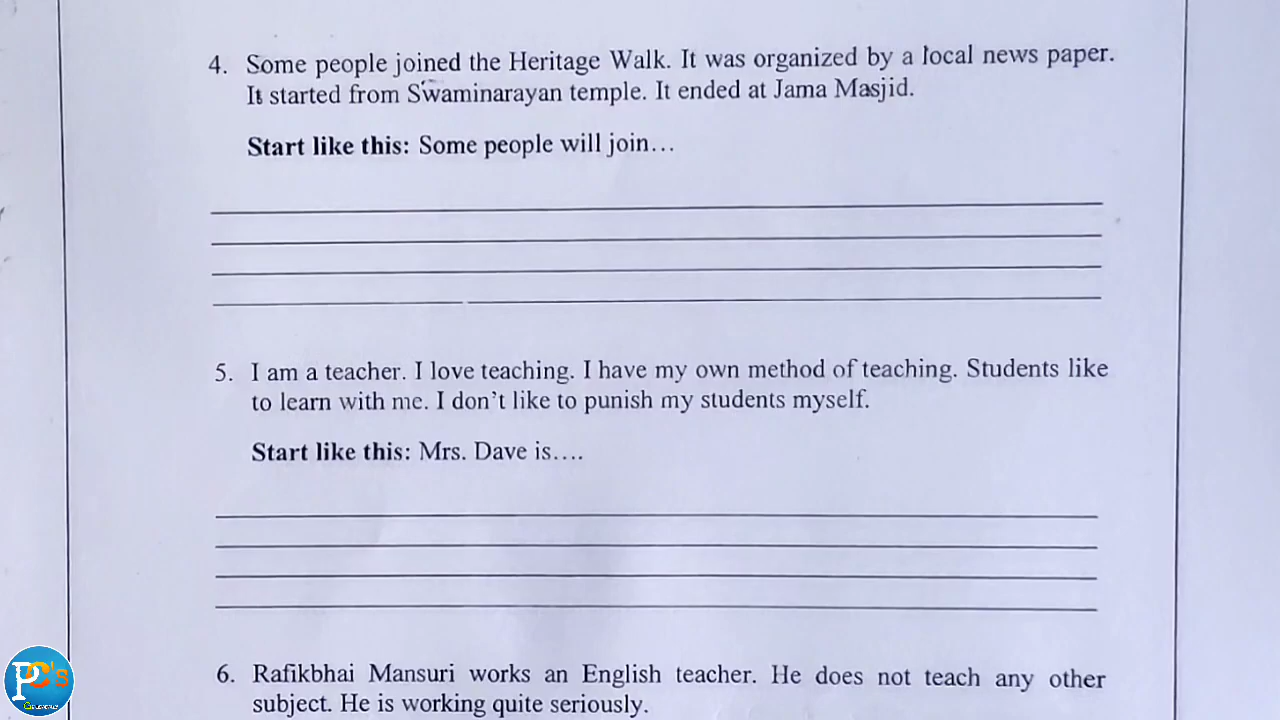 4. Some people joined the Heritage Walk. It was organized by a local news paper.
It started from Swaminarayan temple. It ended at Jama Masjid.
Start like this: Some people will join…
5. I am a teacher. I love teaching. I have my own method of teaching. Students like
to learn with me. I don't like to punish my students myself.
Start like this: Mrs. Dave is….
6. Rafikbhai Mansuri works an English teacher. He does not teach any other
subject. He is working quite seriously.
PC's